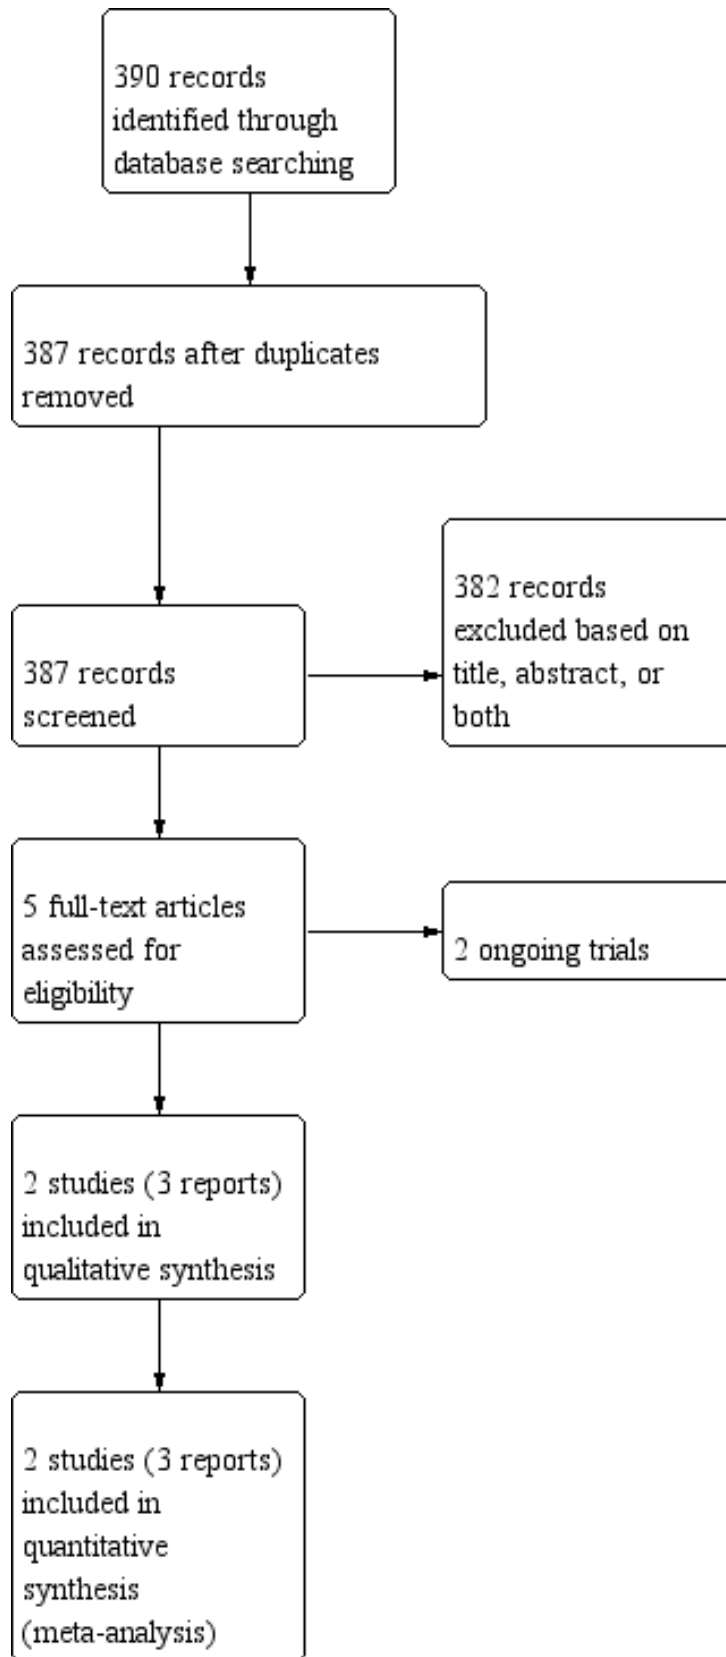 390 records
identified through
database searching
387 records after duplicates
removed
382 records
excluded based on
title, abstract, or
both
387 records
screened
5 full-text articles
assessed for
eligibility
2 ongoing trials
2 studies (3 reports)
included in
qualitative synthesis
2 studies (3 reports)
included in
quantitative
synthesis
(meta-analysis)